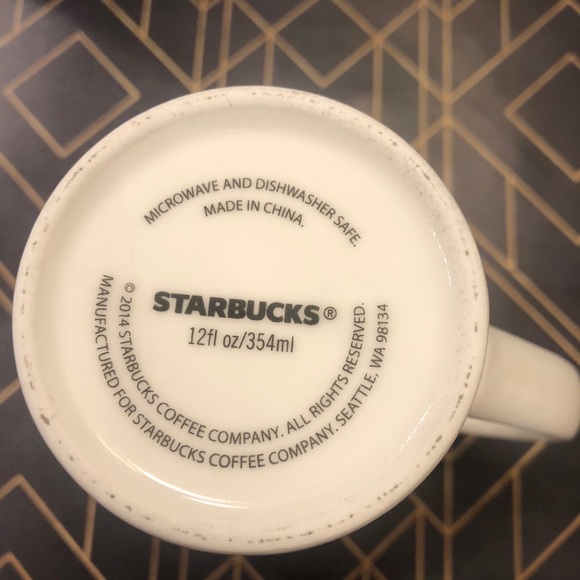 MICROWAVE AND DISHWASHER SAFE.
MADE IN CHINA.
STARBUCKS®
12fl oz/354ml
© 2014 STARBUCKS COFFEE COMPANY. ALL RIGHTS RESERVED.
MANUFACTURED FOR STARBUCKS COFFEE COMPANY. SEATTLE, WA 98134